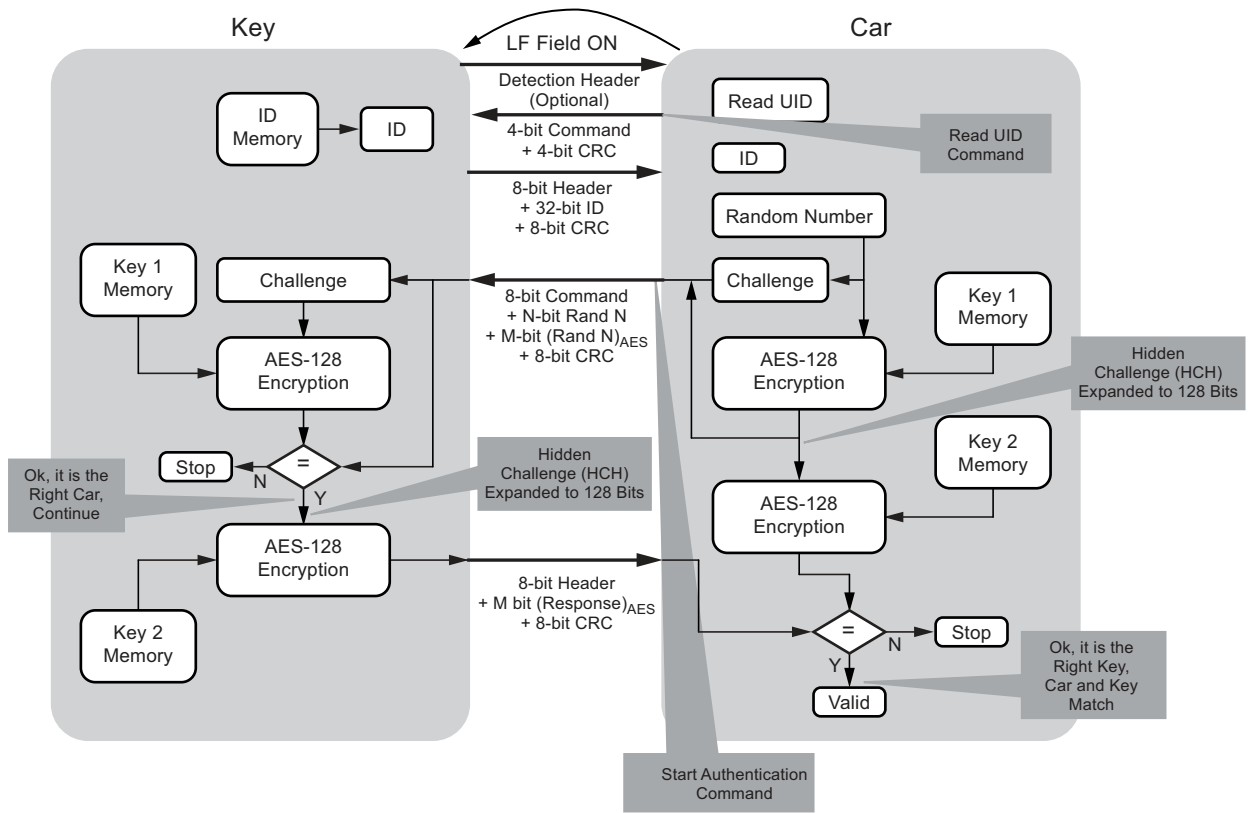 Key
Car
LF Field ON
Detection Header
(Optional)
4-bit Command
+ 4-bit CRC
8-bit Header
+ 32-bit ID
+ 8-bit CRC
ID
Memory
ID
Read UID
Read UID
Command
ID
Random Number
Key 1
Memory
Challenge
8-bit Command
+ N-bit Rand N
+ M-bit (Rand N)AES
+ 8-bit CRC
Challenge
Key 1
Memory
AES-128
Encryption
AES-128
Encryption
Hidden
Challenge (HCH)
Expanded to 128 Bits
Stop
N
=
Y
Ok, it is the
Right Car,
Continue
Hidden
Challenge (HCH)
Expanded to 128 Bits
Key 2
Memory
AES-128
Encryption
AES-128
Encryption
8-bit Header
+ M bit (Response)AES
+ 8-bit CRC
Key 2
Memory
=
N
Stop
Y
Valid
Ok, it is the
Right Key,
Car and Key
Match
Start Authentication
Command